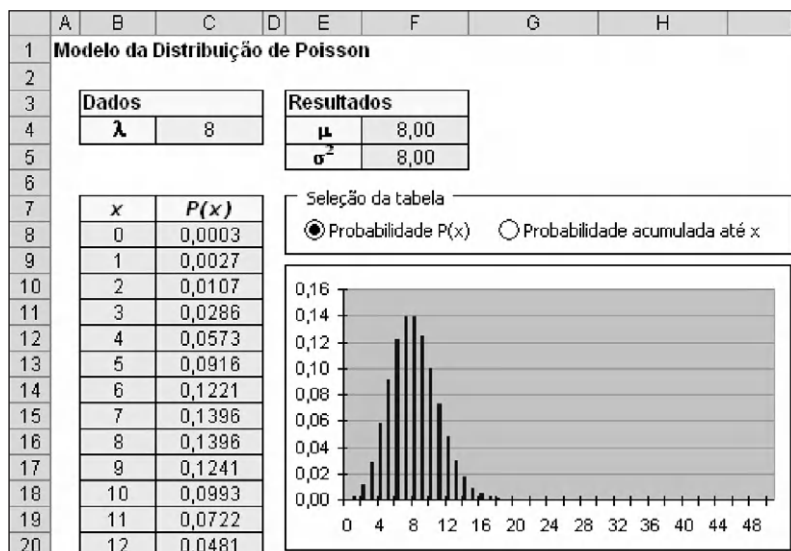 A B C D E F G H
1 Modelo da Distribuição de Poisson
2
3 Dados Resultados
4 λ 8 μ 8,00
5 σ² 8,00
6
7 x P(x) Seleção da tabela
8 0 0,0003 Probabilidade P(x) Probabilidade acumulada até x
9 1 0,0027
10 2 0,0107 0,16
11 3 0,0286 0,14
12 4 0,0573 0,12
13 5 0,0916 0,10
14 6 0,1221 0,08
15 7 0,1396 0,06
16 8 0,1396 0,04
17 9 0,1241 0,02
18 10 0,0993 0,00
19 11 0,0722 0 4 8 12 16 20 24 28 32 36 40 44 48
20 12 0,0481